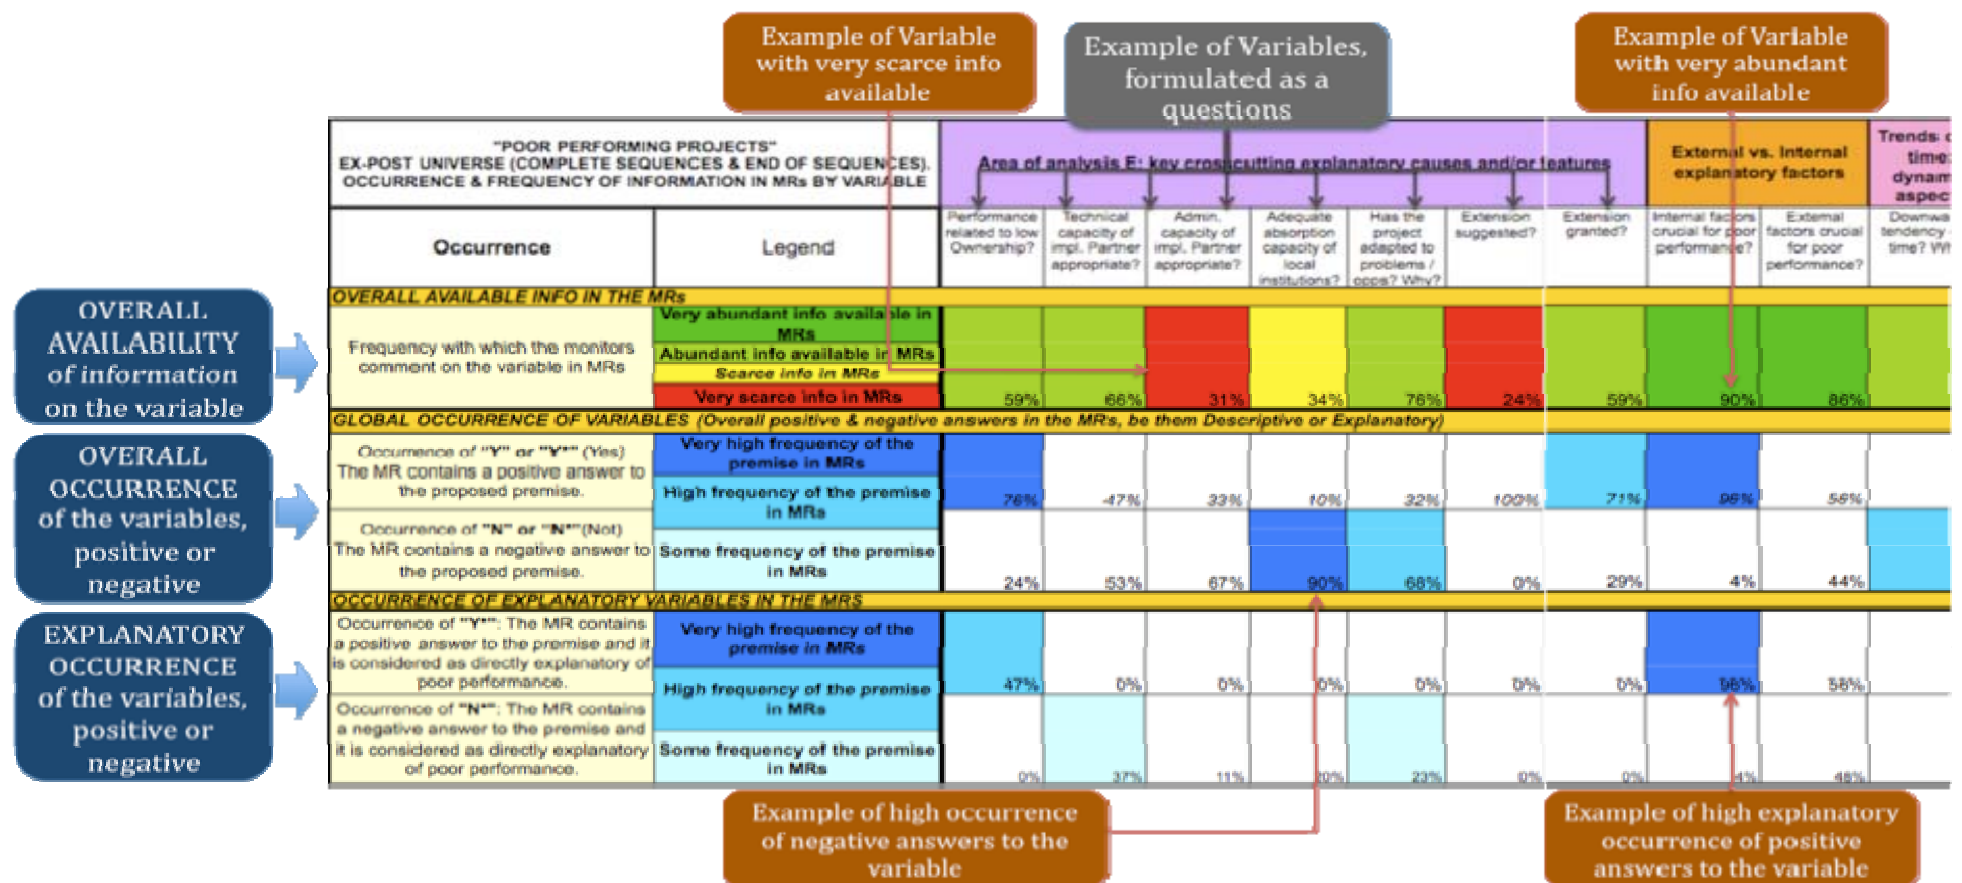 Example of Variable
with very scarce info
available
Example of Variables,
formulated as a
questions
Example of Variable
with very abundant
info available
"POOR PERFORMING PROJECTS"
EX-POST UNIVERSE (COMPLETE SEQUENCES & END OF SEQUENCES).
OCCURRENCE & FREQUENCY OF INFORMATION IN MRs BY VARIABLE
Area of analysis E: key crosscutting explanatory causes and/or features
External vs. Internal
explanatory factors
Trends:
time:
dynam
aspec
Occurrence
Legend
Performance
related to low
Ownership?
Technical
capacity of
impl. Partner
appropriate?
Admin.
capacity of
impl. Partner
appropriate?
Adequate
absorption
capacity of
local
institutions?
Has the
project
adapted to
problems /
opps? Why?
Extension
suggested?
Extension
granted?
Internal factors
crucial for poor
performance?
External
factors crucial
for poor
performance?
Downwa
tendency
time? Wh
OVERALL
AVAILABILITY
of information
on the variable
OVERALL AVAILABLE INFO IN THE MRs
Frequency with which the monitors
comment on the variable in MRs
Very abundant info available in
MRs
Abundant info available in MRs
Scarce info in MRs
Very scarce info in MRs
59% 66% 31% 34% 76% 24% 59% 90% 86%
GLOBAL OCCURRENCE OF VARIABLES (Overall positive & negative answers in the MR's, be them Descriptive or Explanatory)
OVERALL
OCCURRENCE
of the variables,
positive or
negative
Occurrence of "Y" or "Y*" (Yes)
The MR contains a positive answer to
the proposed premise.
Very high frequency of the
premise in MRs
High frequency of the premise
in MRs
76% 47% 33% 10% 32% 100% 71% 96% 56%
Occurrence of "N" or "N*" (Not)
The MR contains a negative answer to
the proposed premise.
Some frequency of the premise
in MRs
24% 53% 67% 90% 68% 0% 29% 4% 44%
OCCURRENCE OF EXPLANATORY VARIABLES IN THE MRS
EXPLANATORY
OCCURRENCE
of the variables,
positive or
negative
Occurrence of "Y*": The MR contains
a positive answer to the premise and it
is considered as directly explanatory of
poor performance.
Very high frequency of the
premise in MRs
High frequency of the premise
in MRs
47% 0% 0% 0% 0% 0% 0% 96% 56%
Occurrence of "N*": The MR contains
a negative answer to the premise and
it is considered as directly explanatory
of poor performance.
Some frequency of the premise
in MRs
0% 37% 11% 20% 23% 0% 0% 4%
Example of high occurrence
of negative answers to the
variable
Example of high explanatory
occurrence of positive
answers to the variable